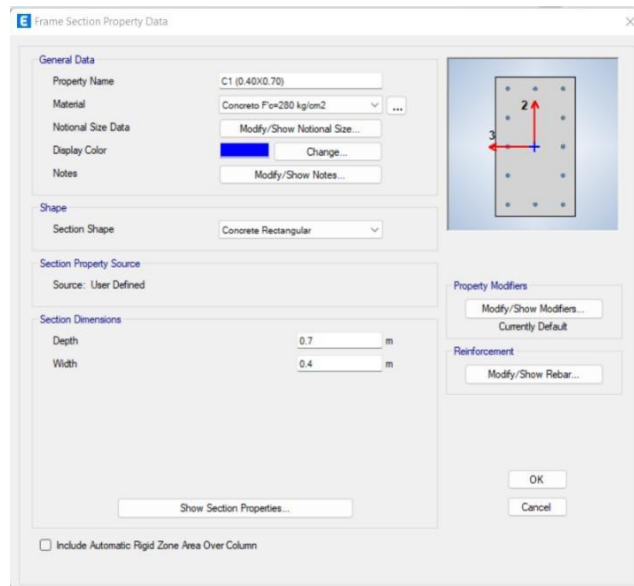 E Frame Section Property Data
General Data
Property Name C1 (0.40X0.70)
Material Concreto F'c=280 kg/cm2 ...
Notional Size Data Modify/Show Notional Size...
Display Color Change...
Notes Modify/Show Notes...
2
3
Shape
Section Shape Concrete Rectangular
Section Property Source
Source: User Defined
Property Modifiers
Modify/Show Modifiers...
Currently Default
Section Dimensions
Depth 0.7 m
Width 0.4 m
Reinforcement
Modify/Show Rebar...
OK
Show Section Properties... Cancel
Include Automatic Rigid Zone Area Over Column